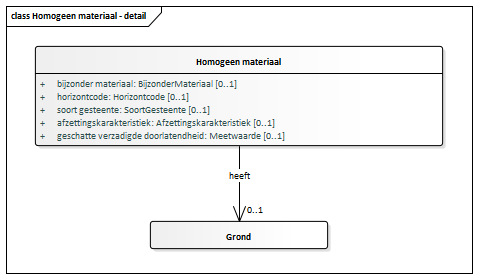 class Homogeen materiaal - detail
Homogeen materiaal
+ bijzonder materiaal: BijzonderMateriaal [0..1]
+ horizontcode: Horizontcode [0..1]
+ soort gesteente: SoortGesteente [0..1]
+ afzettingskarakteristiek: Afzettingskarakteristiek [0..1]
+ geschatte verzadigde doorlatendheid: Meetwaarde [0..1]
heeft
0..1
Grond